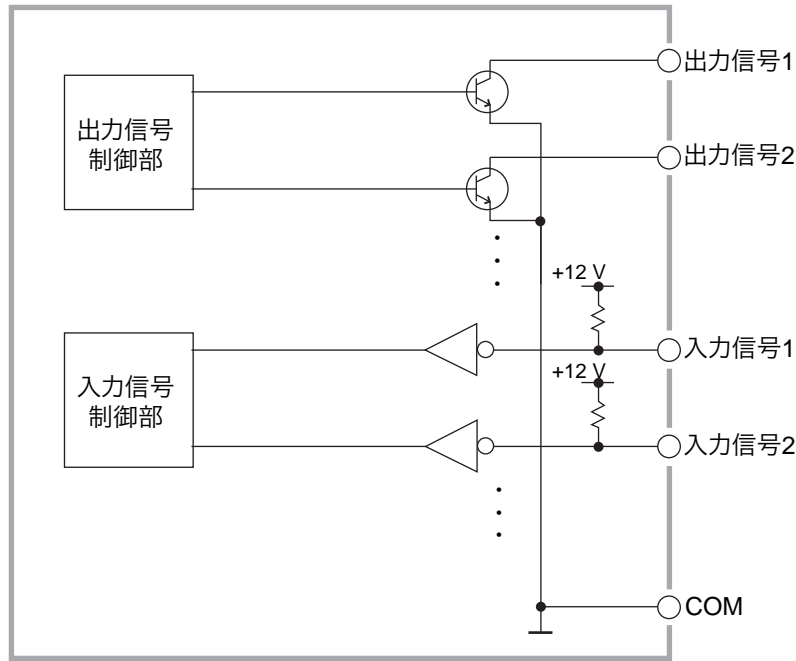 出力信号1
出力信号
制御部
出力信号2
+12 V
入力信号1
入力信号
制御部
+12 V
入力信号2
COM